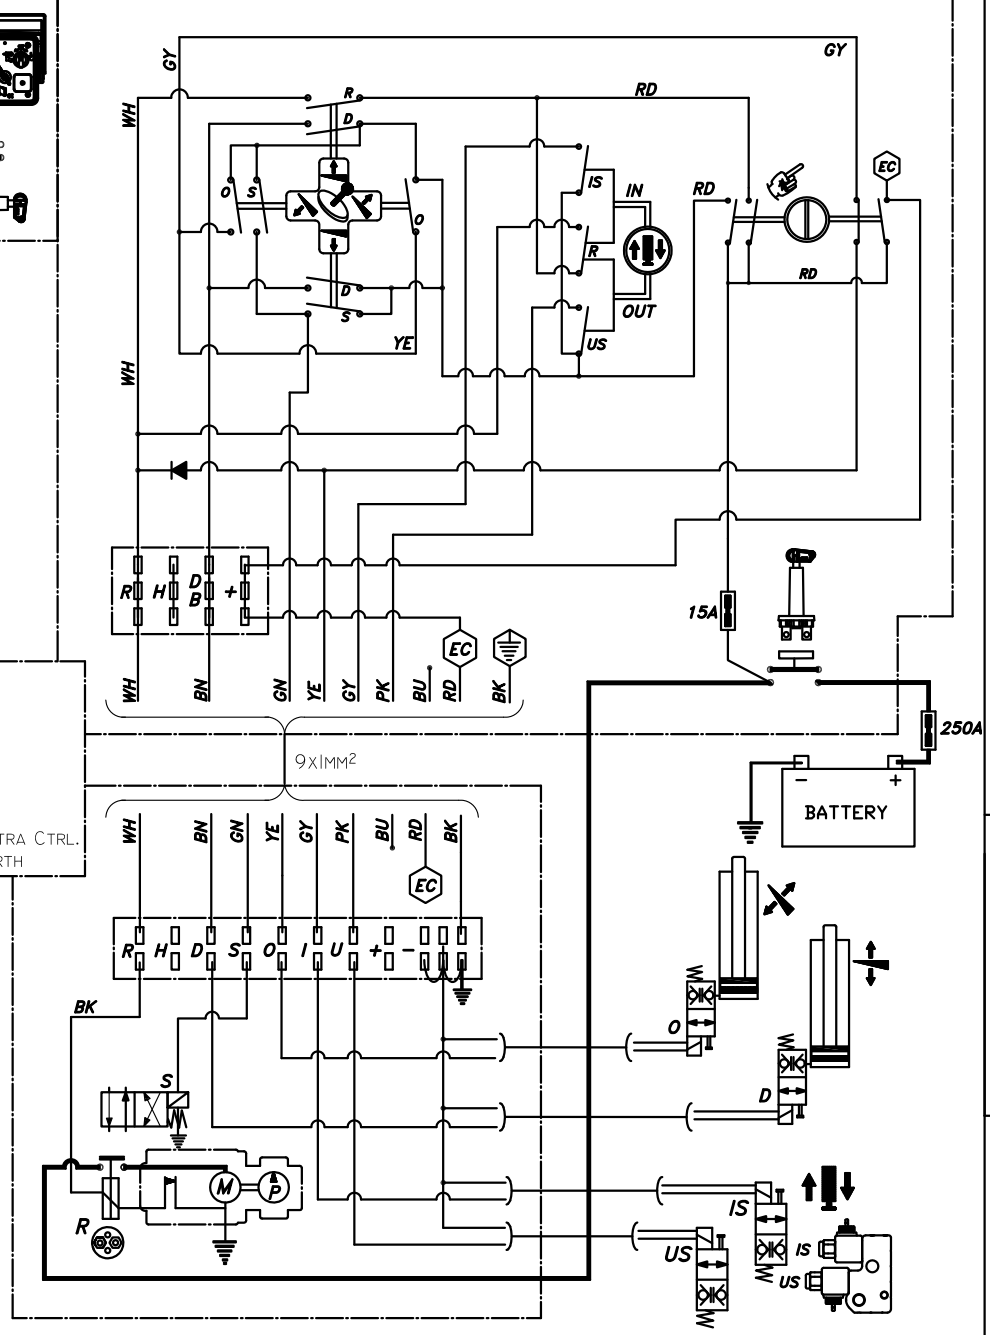 GY
GY
WH
R
RD
D
EC
O
S
IS
IN
RD
O
R
D
RD
S
OUT
YE
US
WH
R
H
D
B
+
15A
EC
WH
BN
GN
YE
GY
PK
BU
RD
BK
250A
9x1mm²
− +
BATTERY
TRA CTRL.
RTH
WH
BN
GN
YE
GY
PK
BU
RD
BK
EC
R H D S O I U + −
BK
O
S
D
M
P
R
IS
US
IS
US